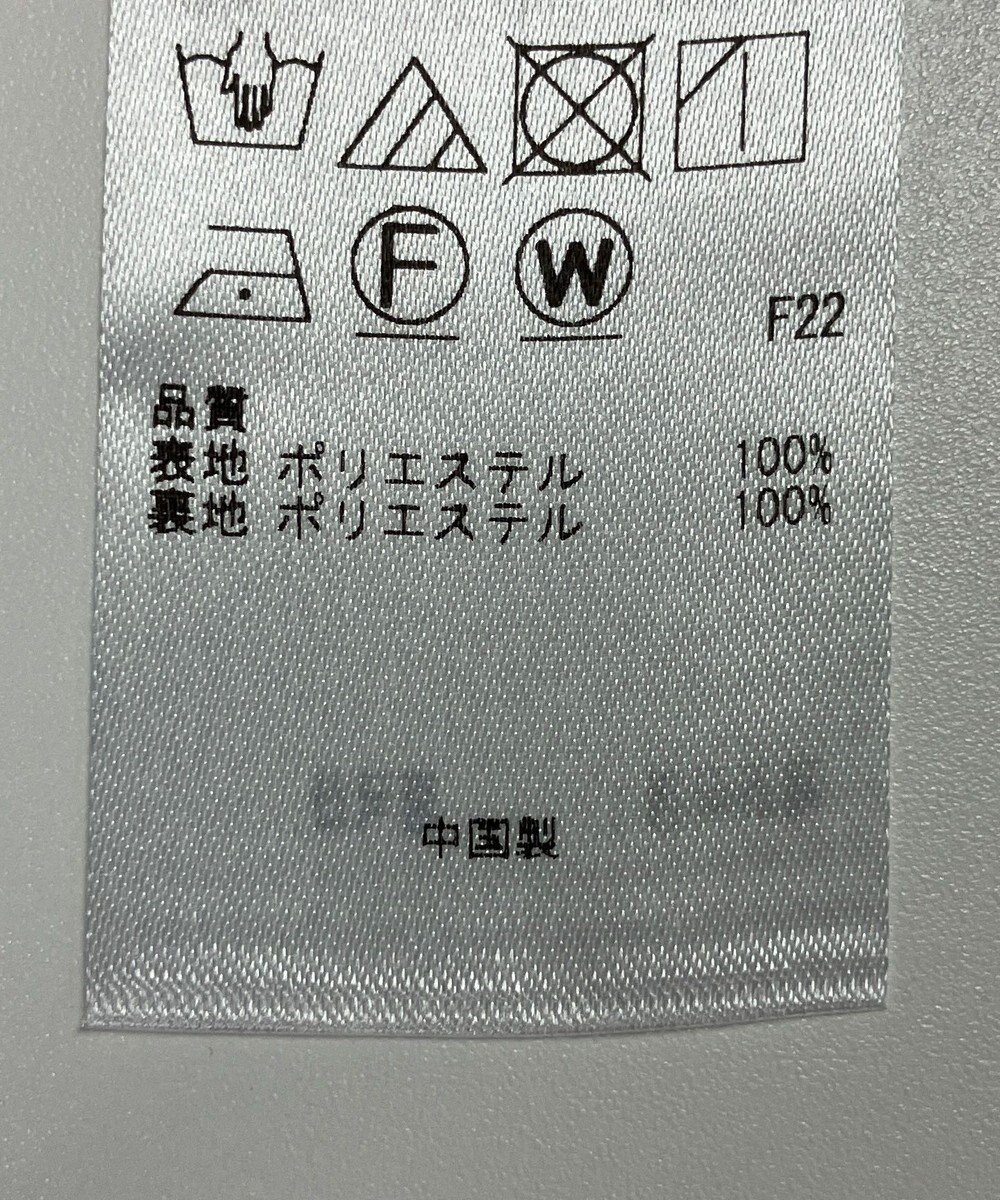 F W F22
品質
表地 ポリエステル 100%
裏地 ポリエステル 100%
中国製